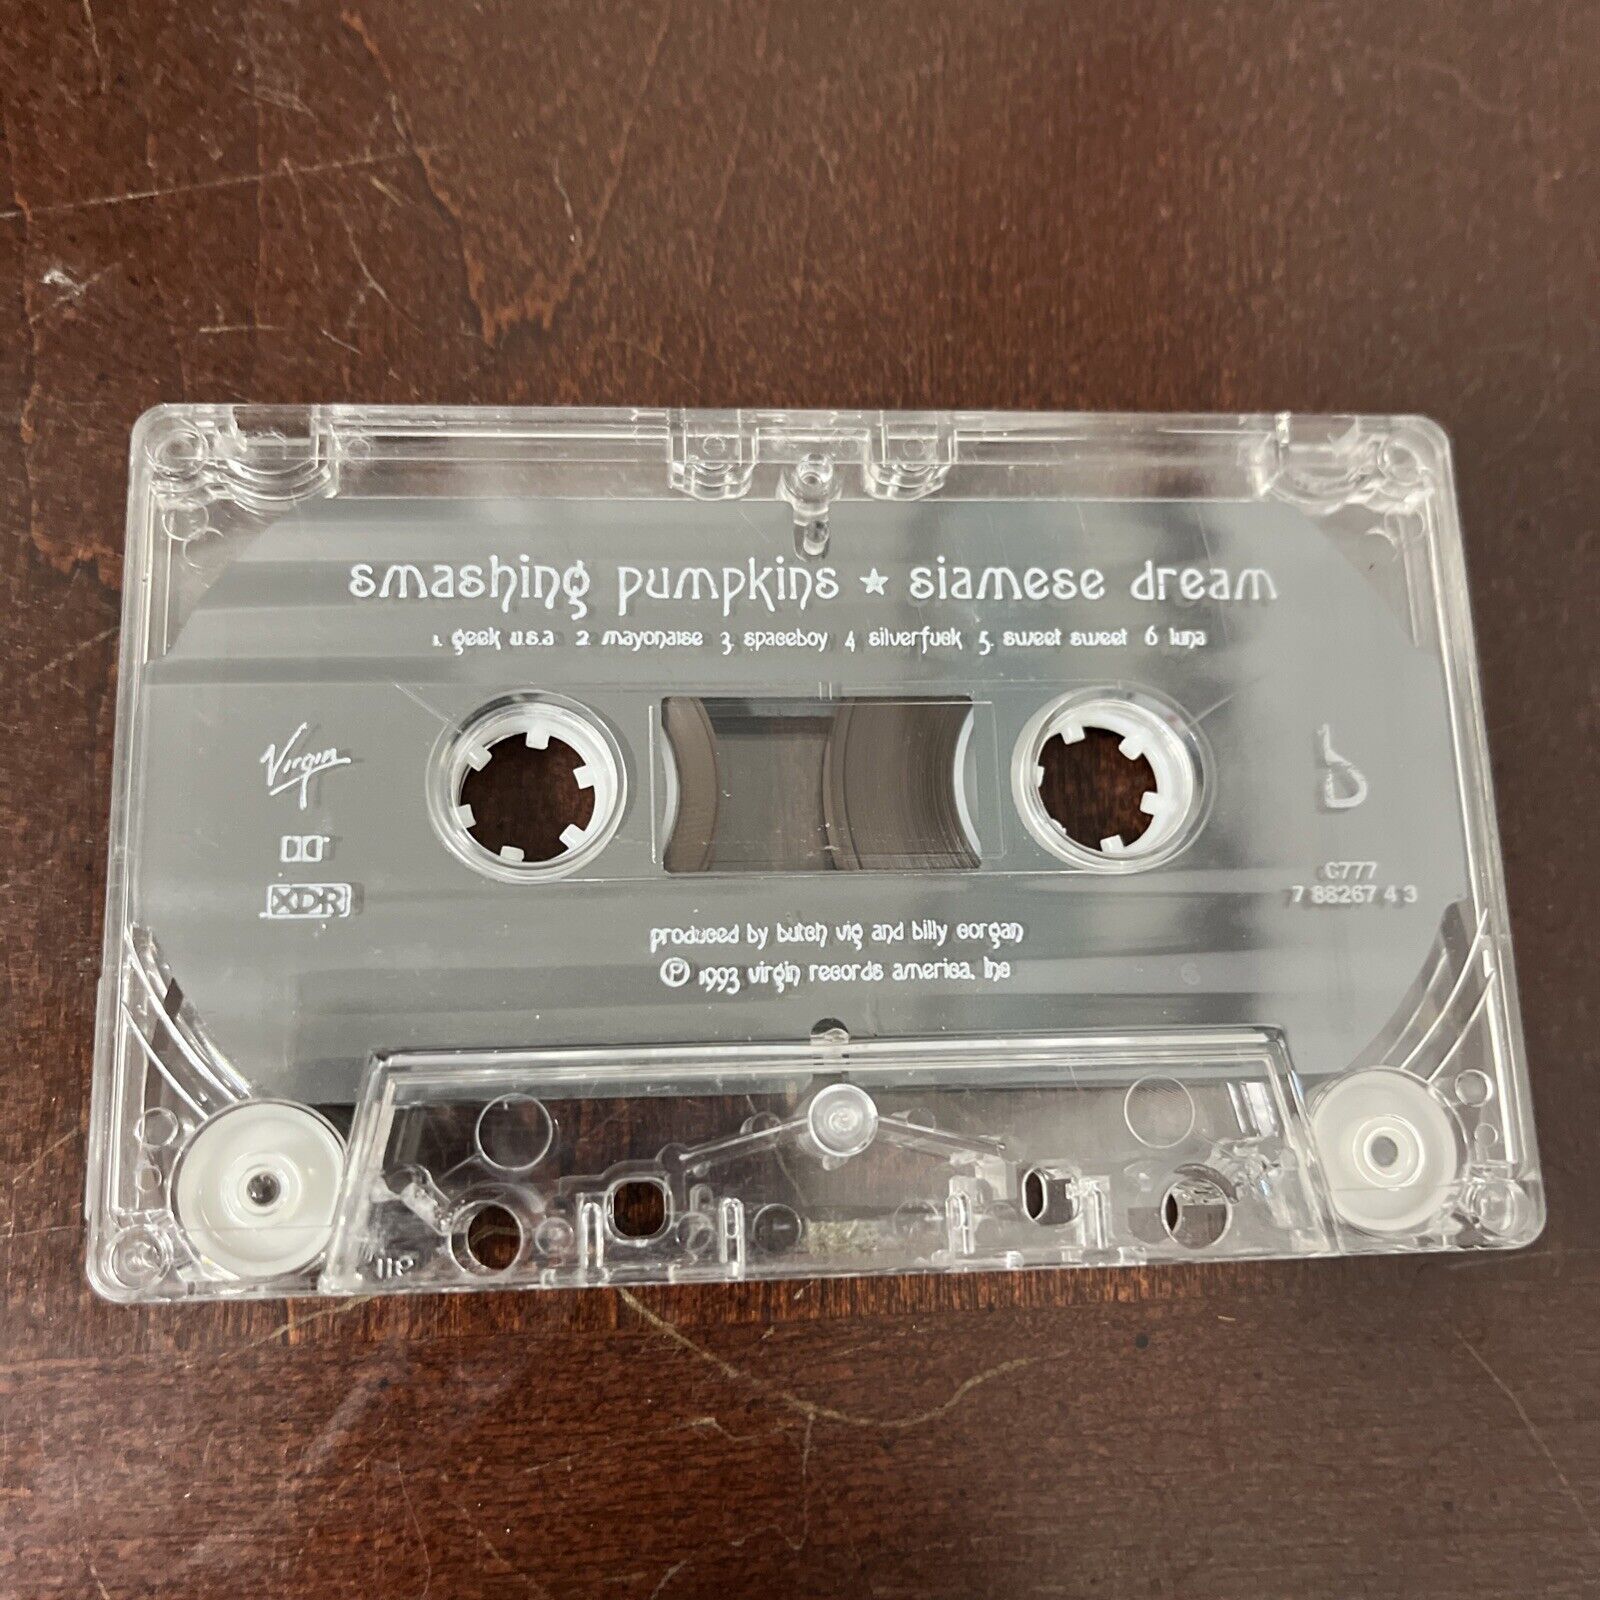 smashing pumpkins ★ siamese dream
1. geek u.s.a 2. mayonaise 3. spaceboy 4 silverfuck 5. sweet sweet 6 luna
Virgin
b
XDR
C777
7 88267 4 3
produced by butch vig and billy corgan
℗ 1993 virgin records america, inc
6